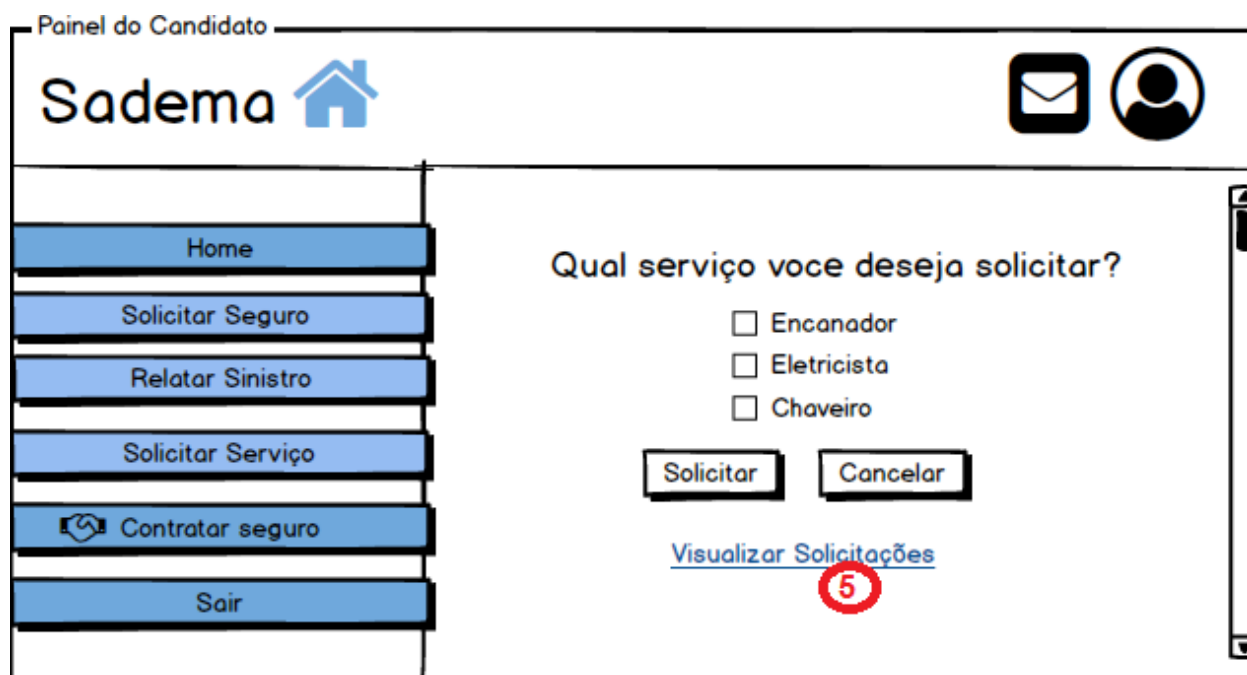 Painel do Candidato
Sadema
Home
Solicitar Seguro
Relatar Sinistro
Solicitar Serviço
Contratar seguro
Sair
Qual serviço voce deseja solicitar?
Encanador
Eletricista
Chaveiro
Solicitar Cancelar
Visualizar Solicitações
5